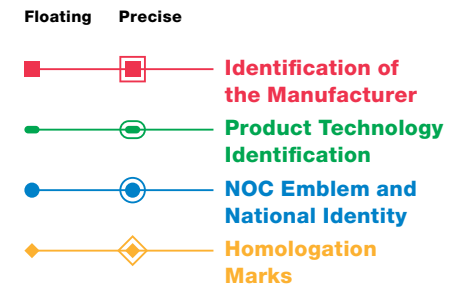 Floating Precise
Identification of
the Manufacturer
Product Technology
Identification
NOC Emblem and
National Identity
Homologation
Marks